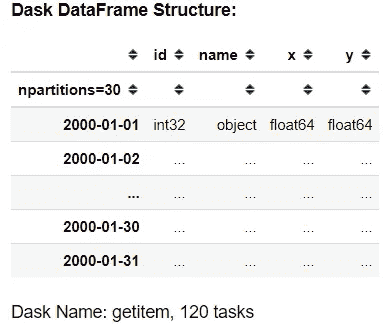 Dask DataFrame Structure:
id name x y
npartitions=30
2000-01-01 int32 object float64 float64
2000-01-02 ... ... ... ...
... ... ... ... ...
2000-01-30 ... ... ... ...
2000-01-31 ... ... ... ...
Dask Name: getitem, 120 tasks